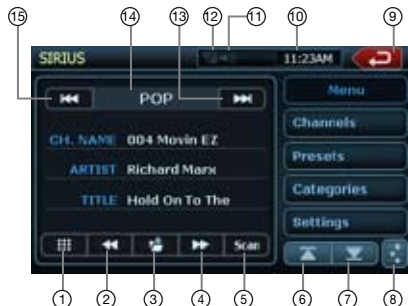 15 14 13 12 11 10 9
SIRIUS 11:23AM
POP Menu
CH. NAME 004 Movin EZ Channels
ARTIST Richard Marx Presets
TITLE Hold On To The Categories
Settings
Scan
1 2 3 4 5 6 7 8